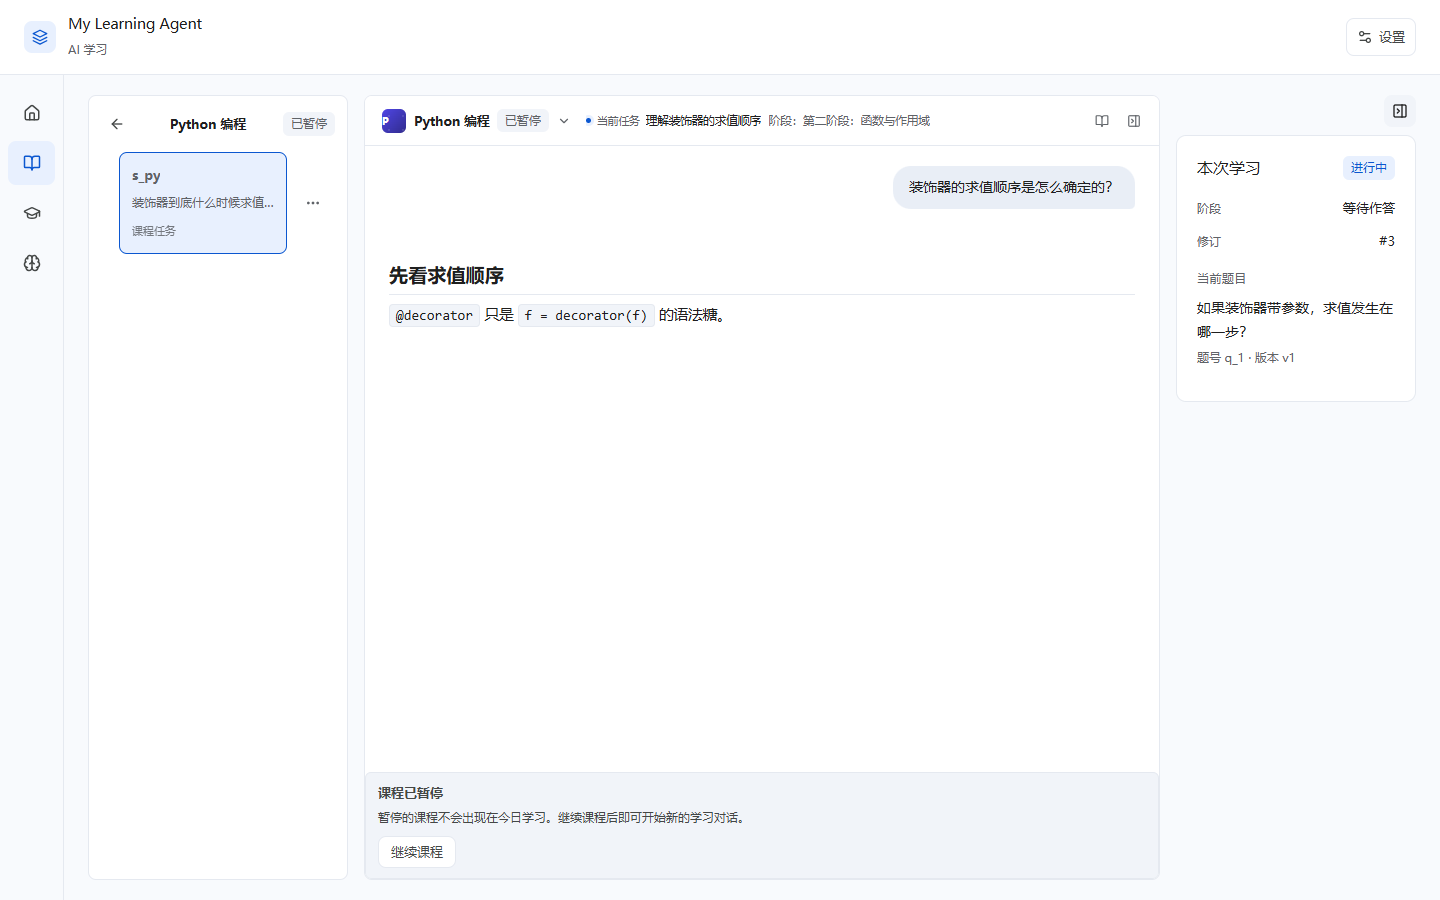 My Learning Agent
AI 学习
设置
Python 编程
已暂停
s_py
装饰器到底什么时候求值...
课程任务
P
Python 编程
已暂停
当前任务 理解装饰器的求值顺序 阶段：第二阶段：函数与作用域
装饰器的求值顺序是怎么确定的？
先看求值顺序
@decorator 只是 f = decorator(f) 的语法糖。
课程已暂停
暂停的课程不会出现在今日学习。继续课程后即可开始新的学习对话。
继续课程
本次学习
进行中
阶段
等待作答
修订
#3
当前题目
如果装饰器带参数，求值发生在
哪一步？
题号 q_1 · 版本 v1